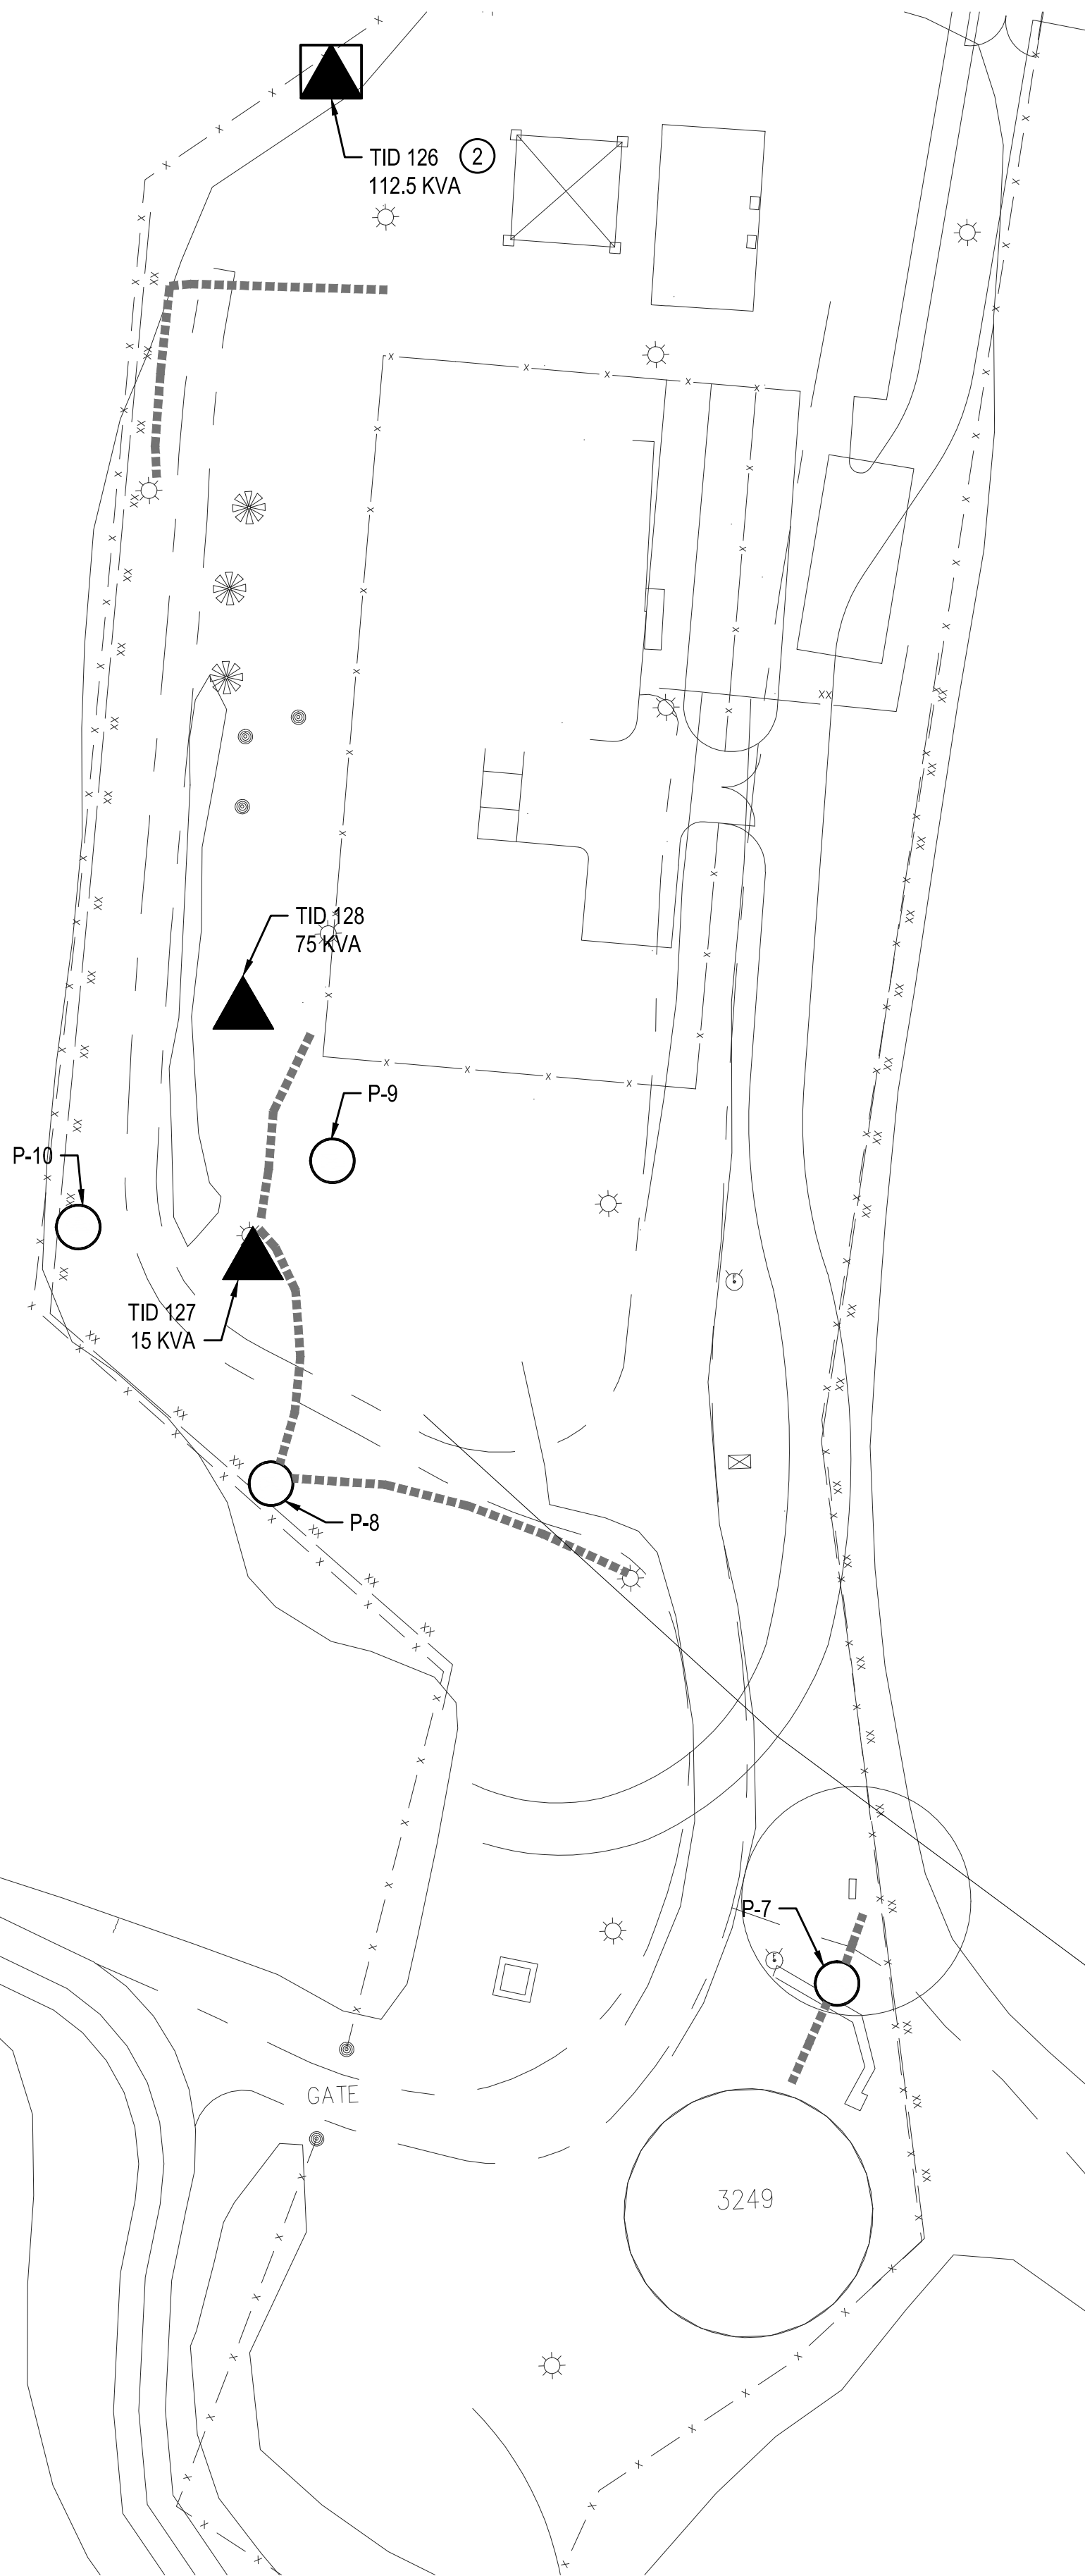 TID 126
2
112.5 KVA
TID 128
75 KVA
P-9
P-10
TID 127
15 KVA
P-8
P-7
GATE
3249